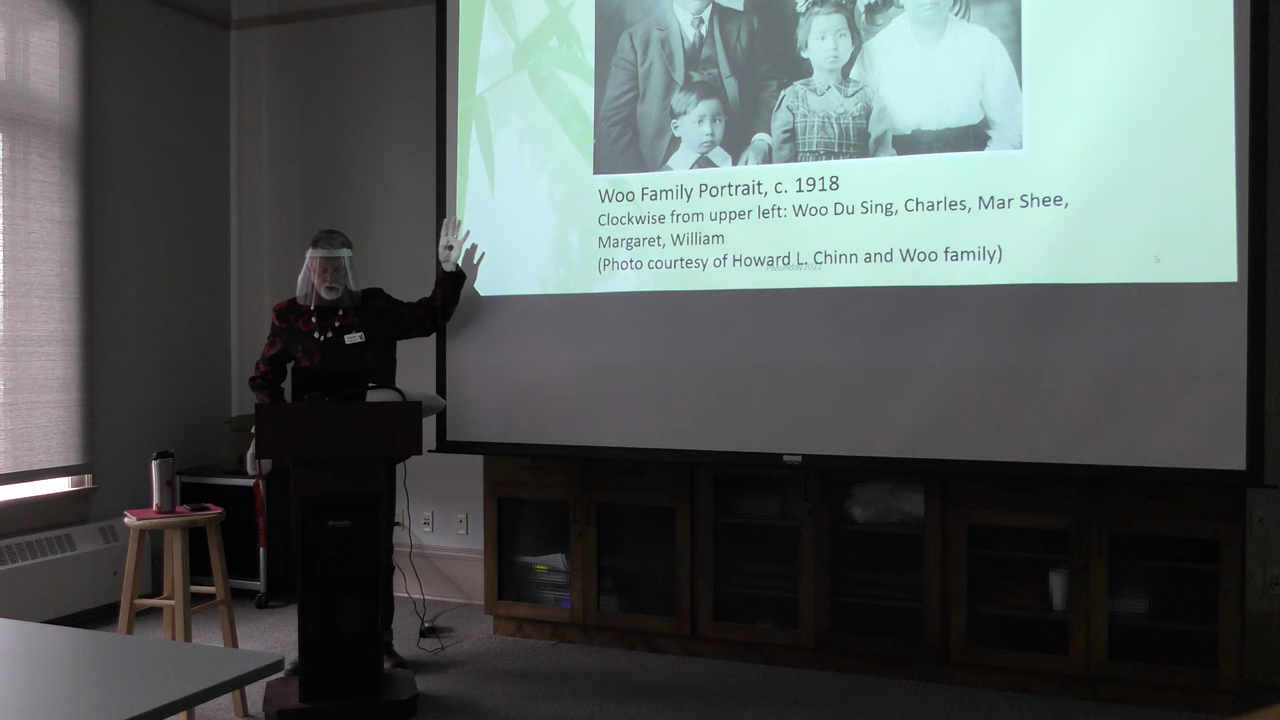 Woo Family Portrait, c. 1918
Clockwise from upper left: Woo Du Sing, Charles, Mar Shee,
Margaret, William
(Photo courtesy of Howard L. Chinn and Woo family)
5